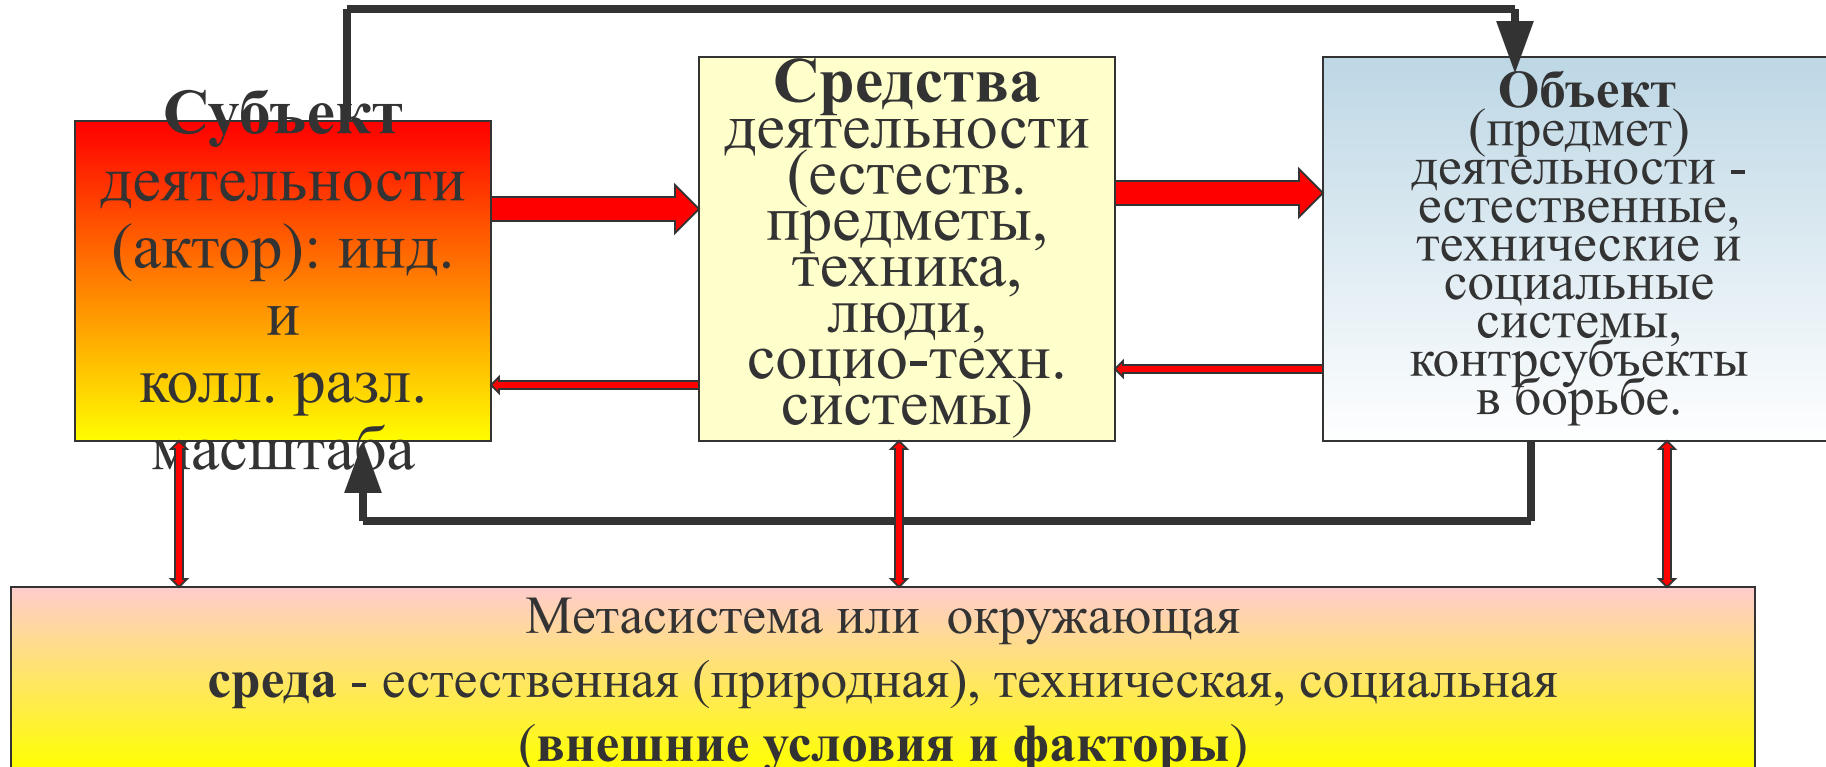 Субъект
деятельности
(актор): инд.
и
колл. разл.
масштаба
Средства
деятельности
(естеств.
предметы,
техника,
люди,
социо-техн.
системы)
Объект
(предмет)
деятельности -
естественные,
технические и
социальные
системы,
контрсубъекты
в борьбе.
Метасистема или окружающая
среда - естественная (природная), техническая, социальная
(внешние условия и факторы)